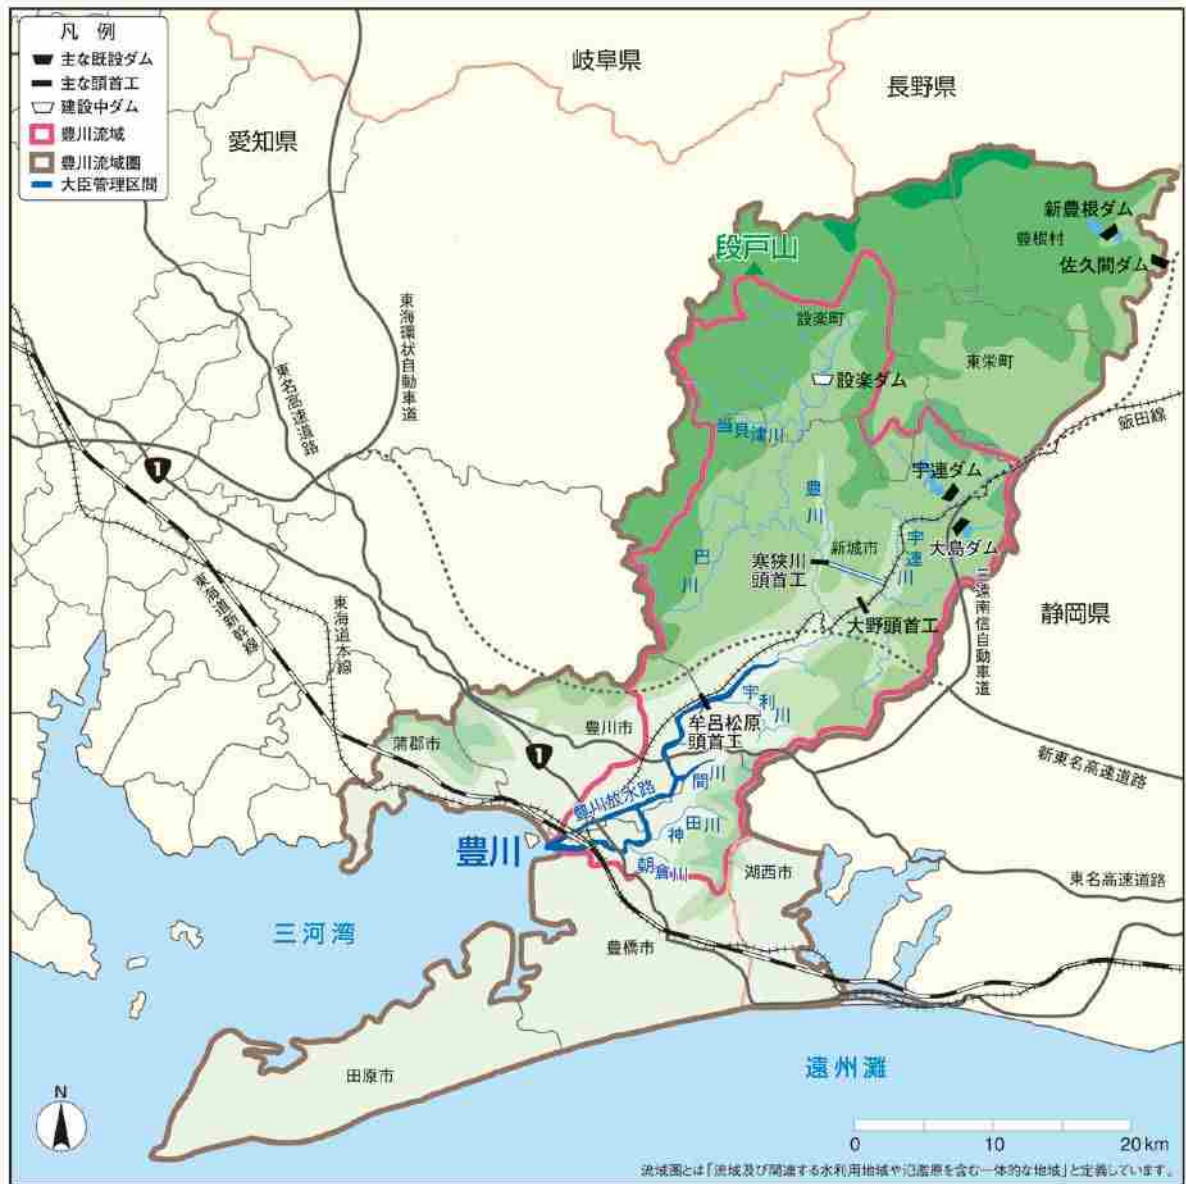 凡 例
主な既設ダム
主な頭首工
建設中ダム
豊川流域
豊川流域圏
大臣管理区間
岐阜県
長野県
愛知県
新豊根ダム
豊根村
佐久間ダム
段戸山
設楽町
東栄町
設楽ダム
東海環状自動車道
東名高速道路
飯田線
当貝津川
1
宇連ダム
豊川
新城市
宇連川
大島ダム
寒狭川
頭首工
巴川
大野頭首工
三遠南信自動車道
静岡県
東海道新幹線
東海道本線
宇利川
牟呂松原
頭首工
豊川市
蒲郡市
1
新東名高速道路
間川
豊川放水路
神田川
豊川
朝倉川
湖西市
東名高速道路
三河湾
豊橋市
田原市
遠州灘
N
0 10 20km
流域圏とは「流域及び関連する水利用地域や氾濫原を含む一体的な地域」と定義しています。